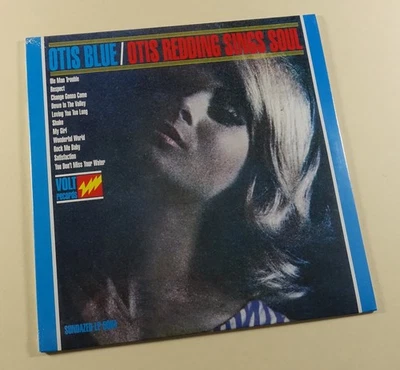 OTIS BLUE/OTIS REDDING SINGS SOUL
Ole Man Trouble
Respect
Change Gonna Come
Down In The Valley
Loving You Too Long
Shake
My Girl
Wonderful World
Rock Me Baby
Satisfaction
You Don't Miss Your Water
VOLT
records
SUNDAZED LP